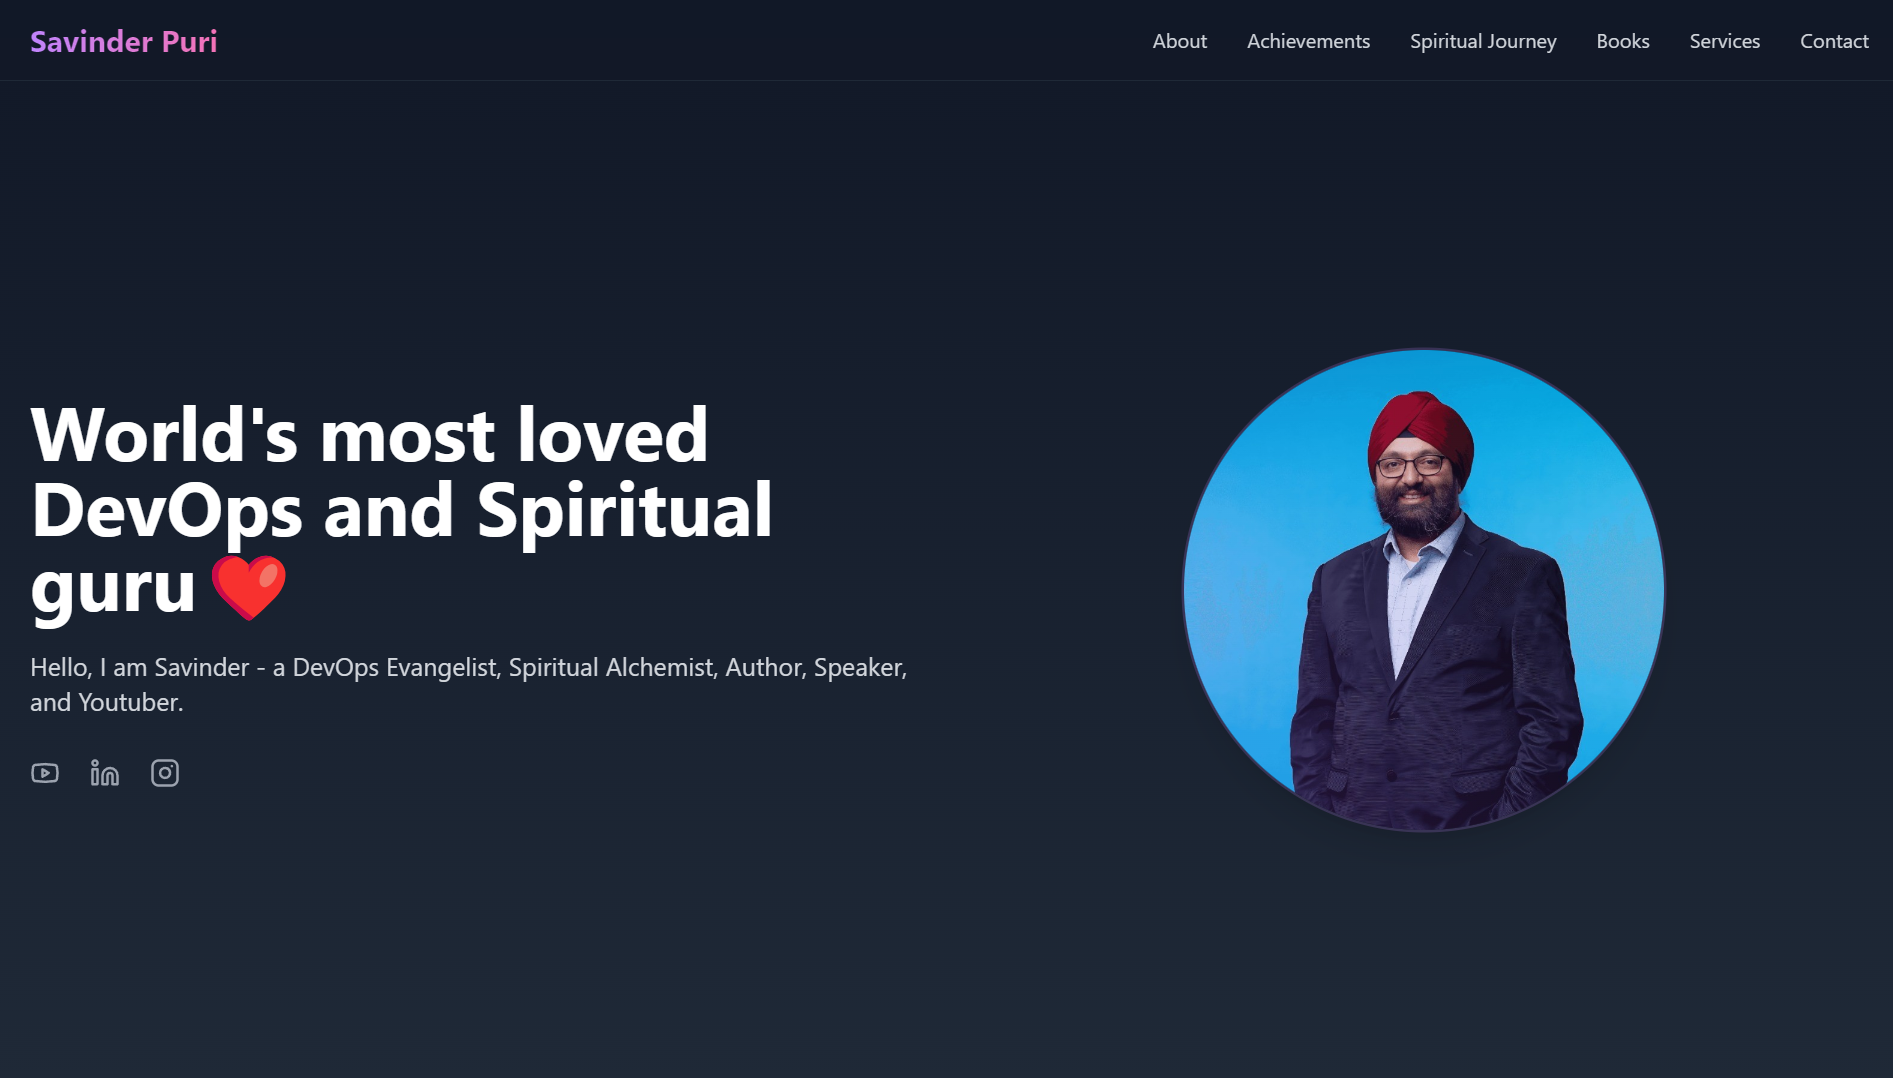 Savinder Puri
About Achievements Spiritual Journey Books Services Contact
World's most loved
DevOps and Spiritual
guru ❤️
Hello, I am Savinder - a DevOps Evangelist, Spiritual Alchemist, Author, Speaker,
and Youtuber.